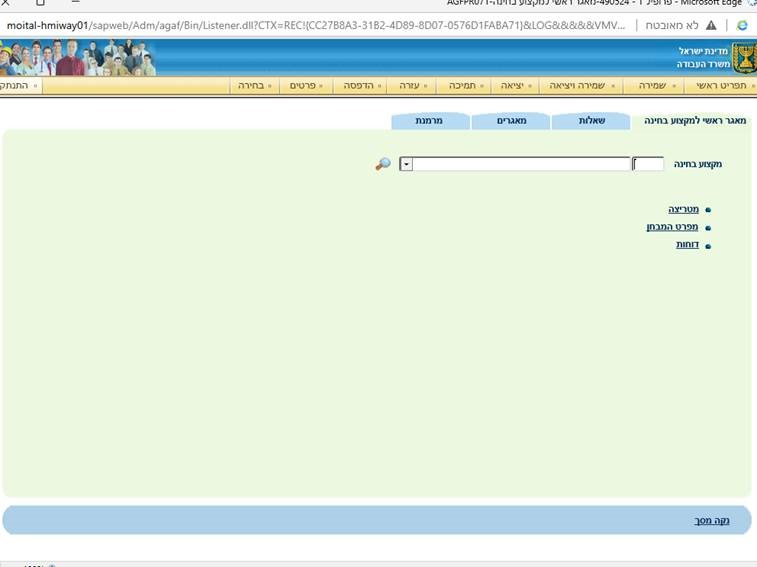 AGFPR071-מאגר ראשי למקצוע בחינה-490524 - פרופיל 1 - Microsoft Edge
moital-hmiway01/sapweb/Adm/agaf/Bin/Listener.dll?CTX=REC!{CC27B8A3-31B2-4D89-8D07-0576D1FABA71}&LOG&&&&&VMV... | לא מאובטח
מדינת ישראל
משרד העבודה
» תפריט ראשי » שמירה » שמירה ויציאה » יציאה » תמיכה » עזרה » הדפסה » פרטים » בחירה » התנתק
מאגר ראשי למקצוע בחינה שאלות מאגרים מרמנת
מקצוע בחינה
מטריצה
מפרט המבחן
דוחות
נקה מסך